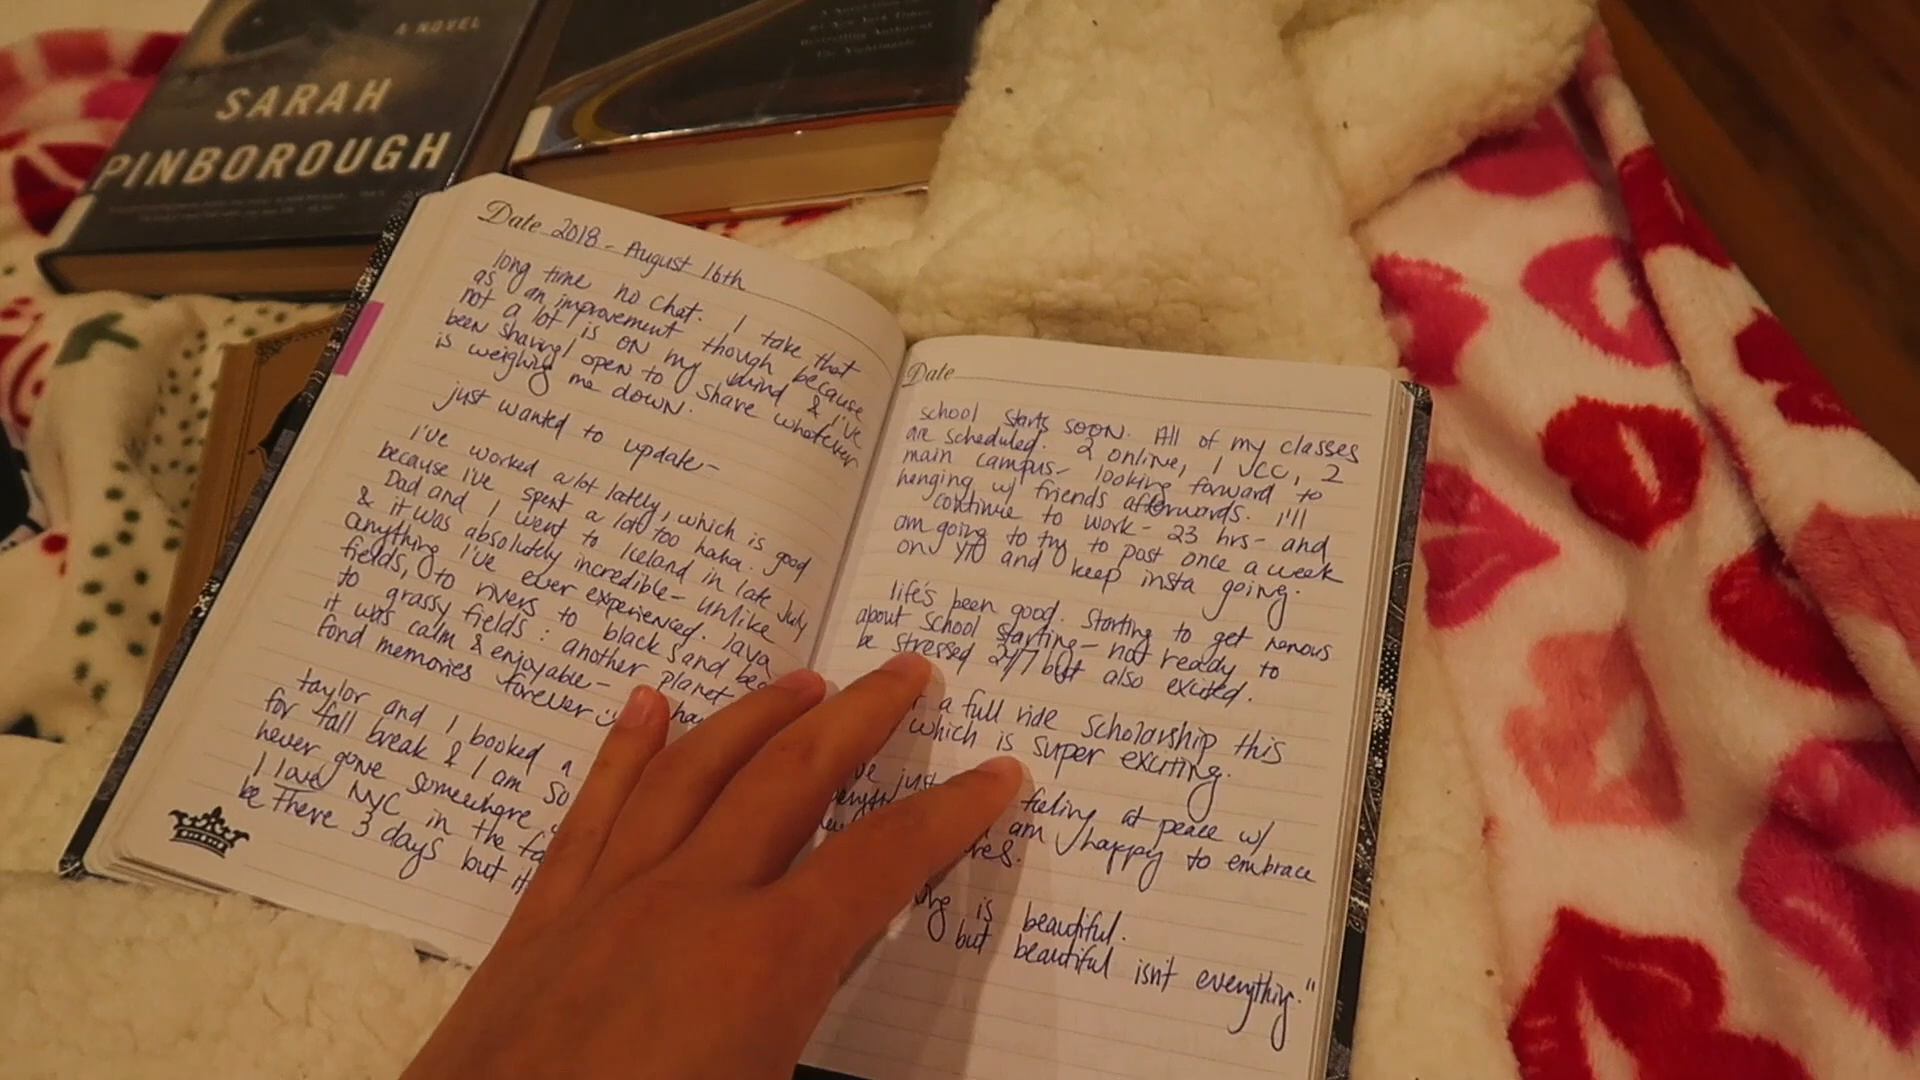 A NOVEL
SARAH
PINBOROUGH
Date 2018 - August 16th
long time no chat. I take that
as an improvement though because
not a lot is on my mind & I've
been sharing / open to share whatever
is weighing me down.
just wanted to update-
I've worked a lot lately, which is good
because I've spent a lot too haha.
Dad and I went to Iceland in late July
& it was absolutely incredible- unlike
anything I've ever experienced. lava
fields, to rivers to black sand
to grassy fields: another planet
it was calm & enjoyable-
fond memories forever
taylor and I booked a
for fall break & I am so
never gone somewhere
I love NYC in the
be there 3 days but it
Date
school starts soon. All of my classes
are scheduled. 2 online, 1 JCC, 2
main campus- looking forward to
hanging w/ friends afterwards. I'll
continue to work- 23 hrs- and
am going to try to post once a week
on YT and keep insta going.
life's been good. Starting to get nervous
about school starting- not ready to
be stressed 24/7 but also excited.
a full ride scholarship this
which is super exciting.
just feeling at peace w/
am happy to embrace
is beautiful.
but beautiful isn't everything."